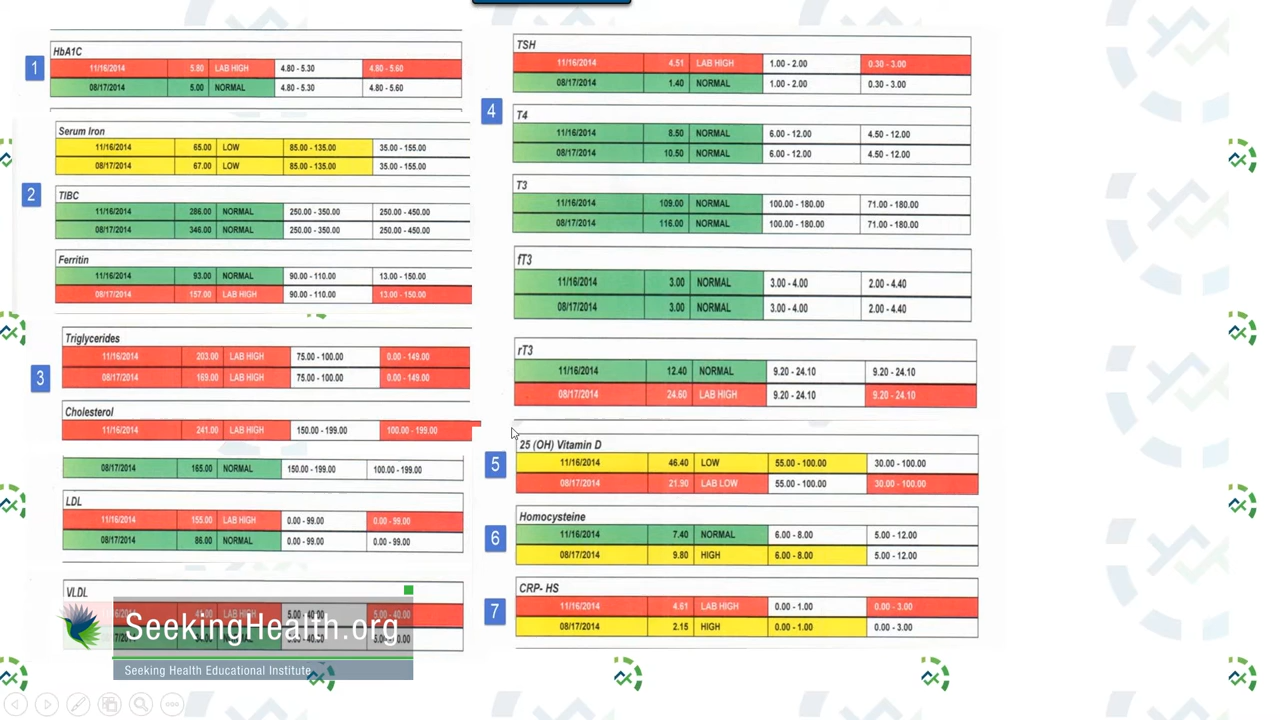 HbA1C
1
11/16/2014 5.80 LAB HIGH 4.80 - 5.30 4.80 - 5.60
08/17/2014 5.00 NORMAL 4.80 - 5.30 4.80 - 5.60
Serum Iron
11/16/2014 65.00 LOW 85.00 - 135.00 35.00 - 155.00
08/17/2014 67.00 LOW 85.00 - 135.00 35.00 - 155.00
2
TIBC
11/16/2014 286.00 NORMAL 250.00 - 350.00 250.00 - 450.00
08/17/2014 346.00 NORMAL 250.00 - 350.00 250.00 - 450.00
Ferritin
11/16/2014 93.00 NORMAL 90.00 - 110.00 13.00 - 150.00
08/17/2014 157.00 LAB HIGH 90.00 - 110.00 13.00 - 150.00
Triglycerides
11/16/2014 203.00 LAB HIGH 75.00 - 100.00 0.00 - 149.00
3
08/17/2014 169.00 LAB HIGH 75.00 - 100.00 0.00 - 149.00
Cholesterol
11/16/2014 241.00 LAB HIGH 150.00 - 199.00 100.00 - 199.00
08/17/2014 165.00 NORMAL 150.00 - 199.00 100.00 - 199.00
LDL
11/16/2014 155.00 LAB HIGH 0.00 - 99.00 0.00 - 99.00
08/17/2014 86.00 NORMAL 0.00 - 99.00 0.00 - 99.00
VLDL
LAB HIGH 5.00 - 40.00 5.00 - 40.00
SeekingHealth.org
Seeking Health Educational Institute
TSH
11/16/2014 4.51 LAB HIGH 1.00 - 2.00 0.30 - 3.00
08/17/2014 1.40 NORMAL 1.00 - 2.00 0.30 - 3.00
4
T4
11/16/2014 8.50 NORMAL 6.00 - 12.00 4.50 - 12.00
08/17/2014 10.50 NORMAL 6.00 - 12.00 4.50 - 12.00
T3
11/16/2014 109.00 NORMAL 100.00 - 180.00 71.00 - 180.00
08/17/2014 116.00 NORMAL 100.00 - 180.00 71.00 - 180.00
fT3
11/16/2014 3.00 NORMAL 3.00 - 4.00 2.00 - 4.40
08/17/2014 3.00 NORMAL 3.00 - 4.00 2.00 - 4.40
rT3
11/16/2014 12.40 NORMAL 9.20 - 24.10 9.20 - 24.10
08/17/2014 24.60 LAB HIGH 9.20 - 24.10 9.20 - 24.10
25 (OH) Vitamin D
5
11/16/2014 46.40 LOW 55.00 - 100.00 30.00 - 100.00
08/17/2014 21.90 LAB LOW 55.00 - 100.00 30.00 - 100.00
Homocysteine
6
11/16/2014 7.40 NORMAL 6.00 - 8.00 5.00 - 12.00
08/17/2014 9.80 HIGH 6.00 - 8.00 5.00 - 12.00
CRP- HS
7
11/16/2014 4.61 LAB HIGH 0.00 - 1.00 0.00 - 3.00
08/17/2014 2.15 HIGH 0.00 - 1.00 0.00 - 3.00